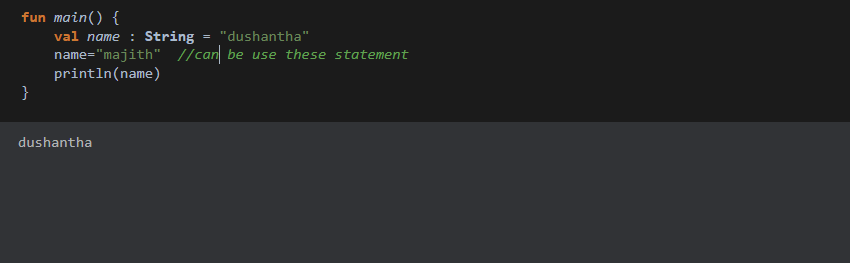 fun main() {
    val name : String = "dushantha"
    name="majith"  //can be use these statement
    println(name)
}
dushantha